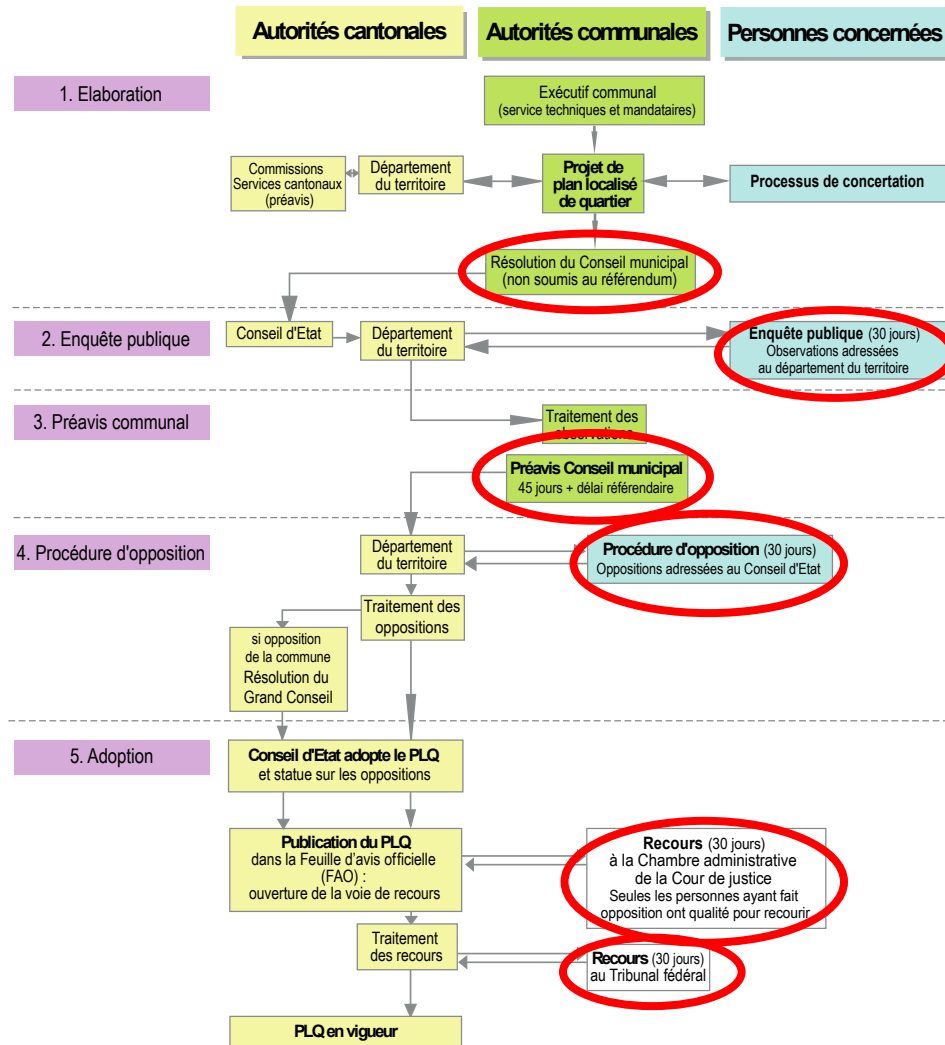 Autorités cantonales
Autorités communales
Personnes concernées
1. Elaboration
Exécutif communal
(service techniques et mandataires)
Commissions
Services cantonaux
(préavis)
Département
du territoire
Projet de
plan localisé
de quartier
Processus de concertation
Résolution du Conseil municipal
(non soumis au référendum)
2. Enquête publique
Conseil d'Etat
Département
du territoire
Enquête publique (30 jours)
Observations adressées
au département du territoire
3. Préavis communal
Traitement des
observations
Préavis Conseil municipal
45 jours + délai référendaire
4. Procédure d'opposition
Département
du territoire
Procédure d'opposition (30 jours)
Oppositions adressées au Conseil d'Etat
Traitement des
oppositions
si opposition
de la commune
Résolution du
Grand Conseil
5. Adoption
Conseil d'Etat adopte le PLQ
et statue sur les oppositions
Publication du PLQ
dans la Feuille d'avis officielle
(FAO) :
ouverture de la voie de recours
Recours (30 jours)
à la Chambre administrative
de la Cour de justice
Seules les personnes ayant fait
opposition ont qualité pour recourir
Traitement
des recours
Recours (30 jours)
au Tribunal fédéral
PLQ en vigueur